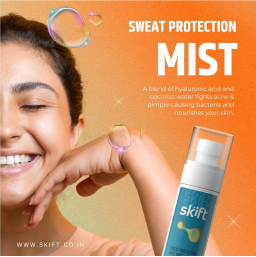 SWEAT PROTECTION
MIST
A blend of hyaluronic acid and
coconut water fights acne &
pimple-causing bacteria and
nourishes your skin.
skift
WWW.SKIFT.CO.IN